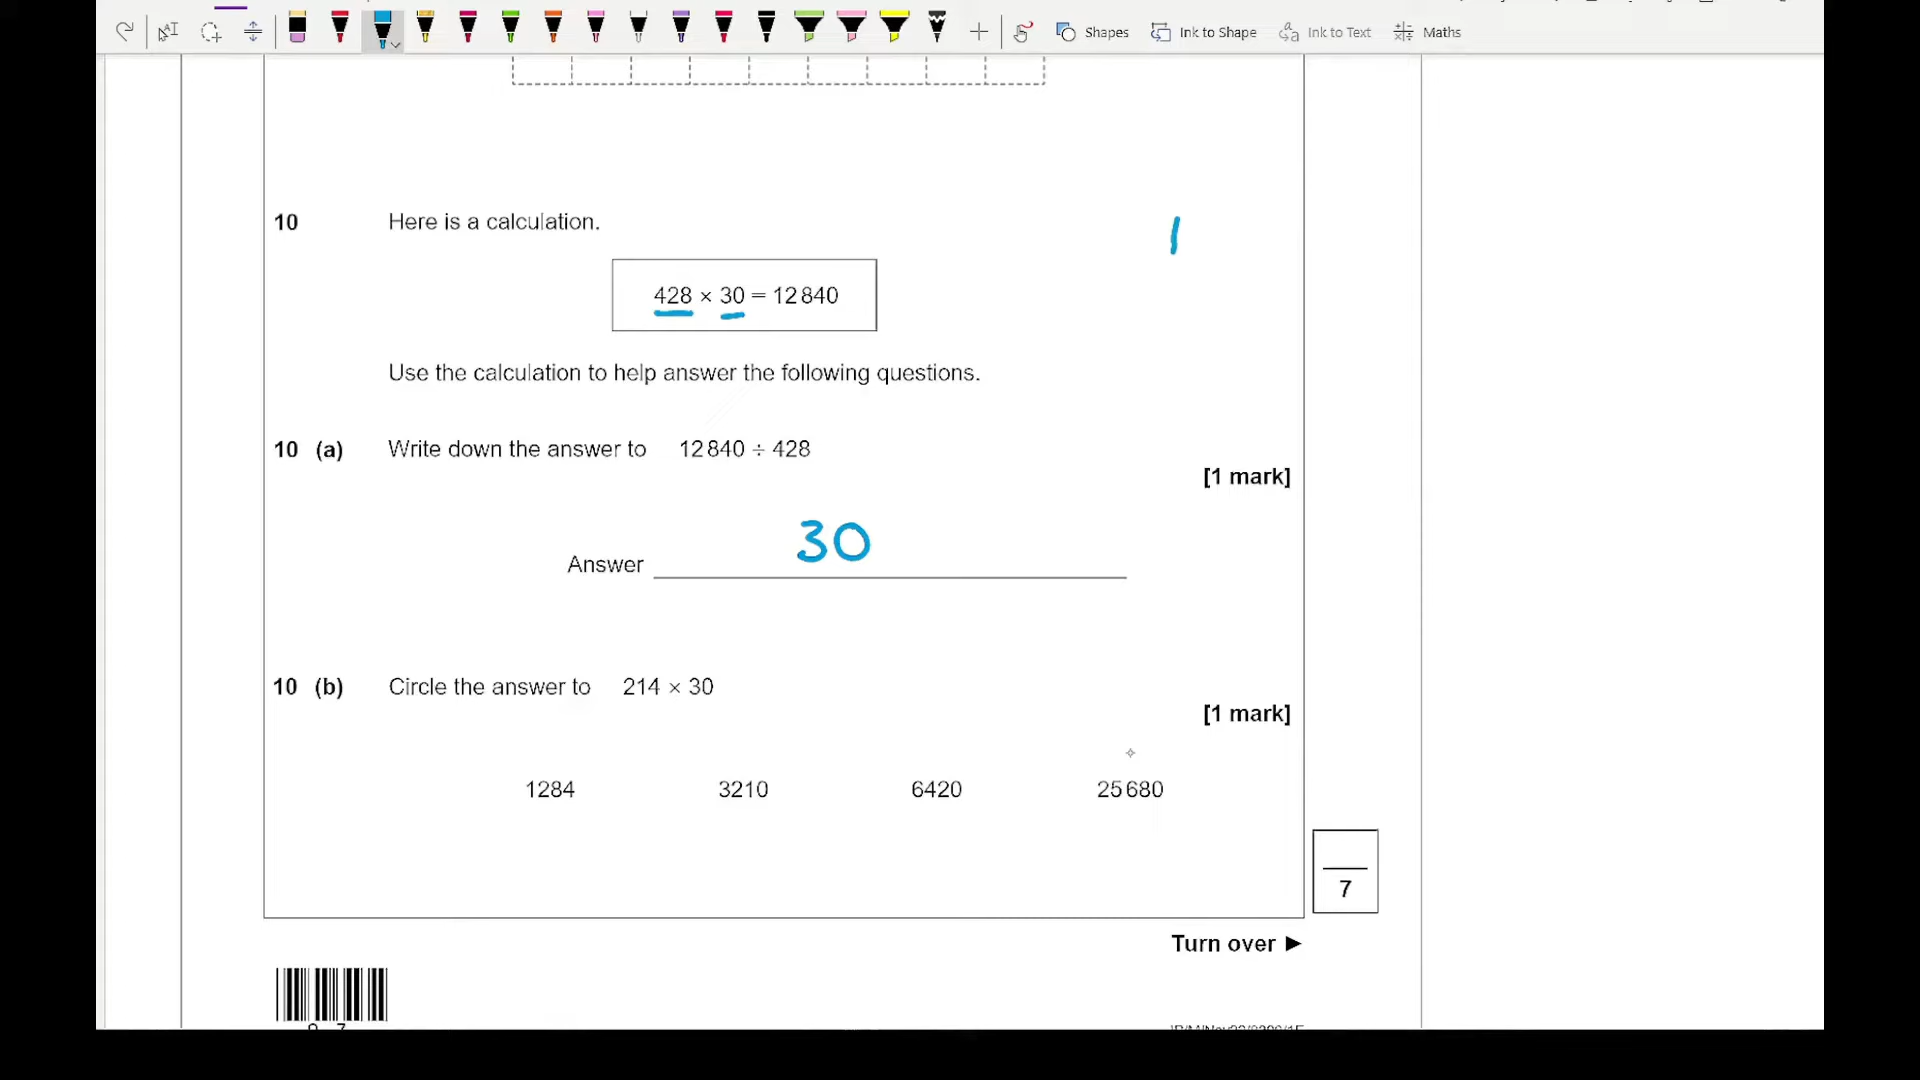 Shapes Ink to Shape Ink to Text Maths
10 Here is a calculation. 1
428 × 30 = 12 840
Use the calculation to help answer the following questions.
10 (a) Write down the answer to 12 840 ÷ 428
[1 mark]
30
Answer
10 (b) Circle the answer to 214 × 30
[1 mark]
1284 3210 6420 25 680
7
Turn over ►